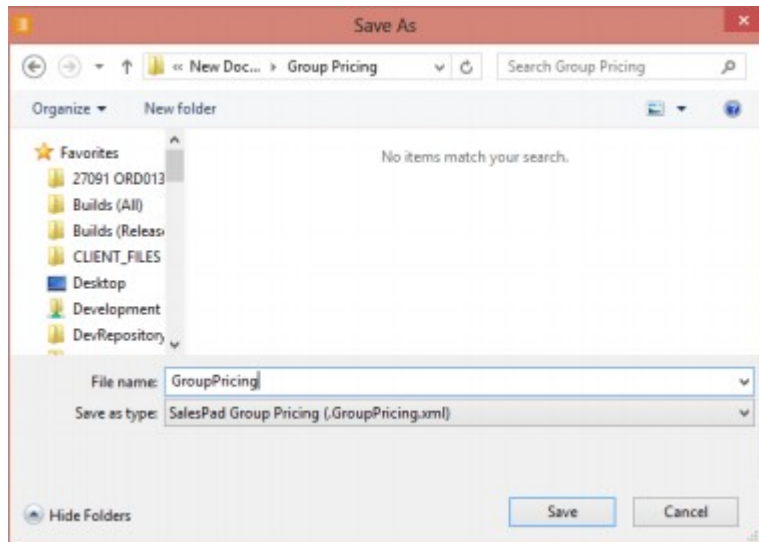 Save As
« New Doc... ▸ Group Pricing
Search Group Pricing
Organize
New folder
Favorites
No items match your search.
27091 ORD013
Builds (All)
Builds (Releas
CLIENT_FILES
Desktop
Development
DevRepository
File name: GroupPricing
Save as type: SalesPad Group Pricing (.GroupPricing.xml)
Hide Folders
Save
Cancel